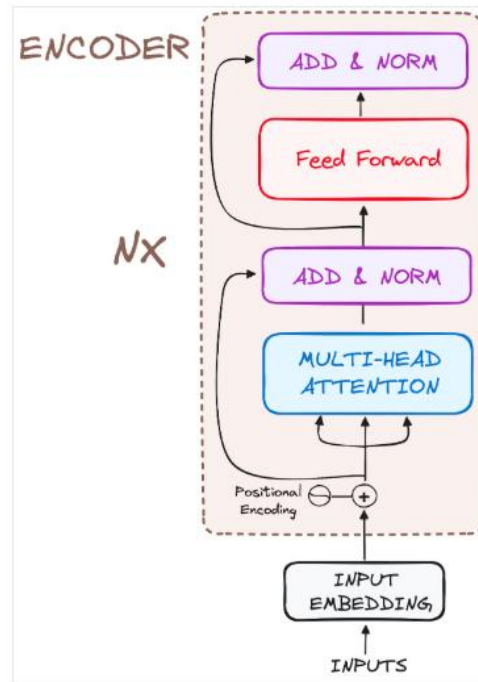 ENCODER
ADD & NORM
Feed Forward
NX
ADD & NORM
MULTI-HEAD
ATTENTION
Positional
Encoding
+
INPUT
EMBEDDING
INPUTS